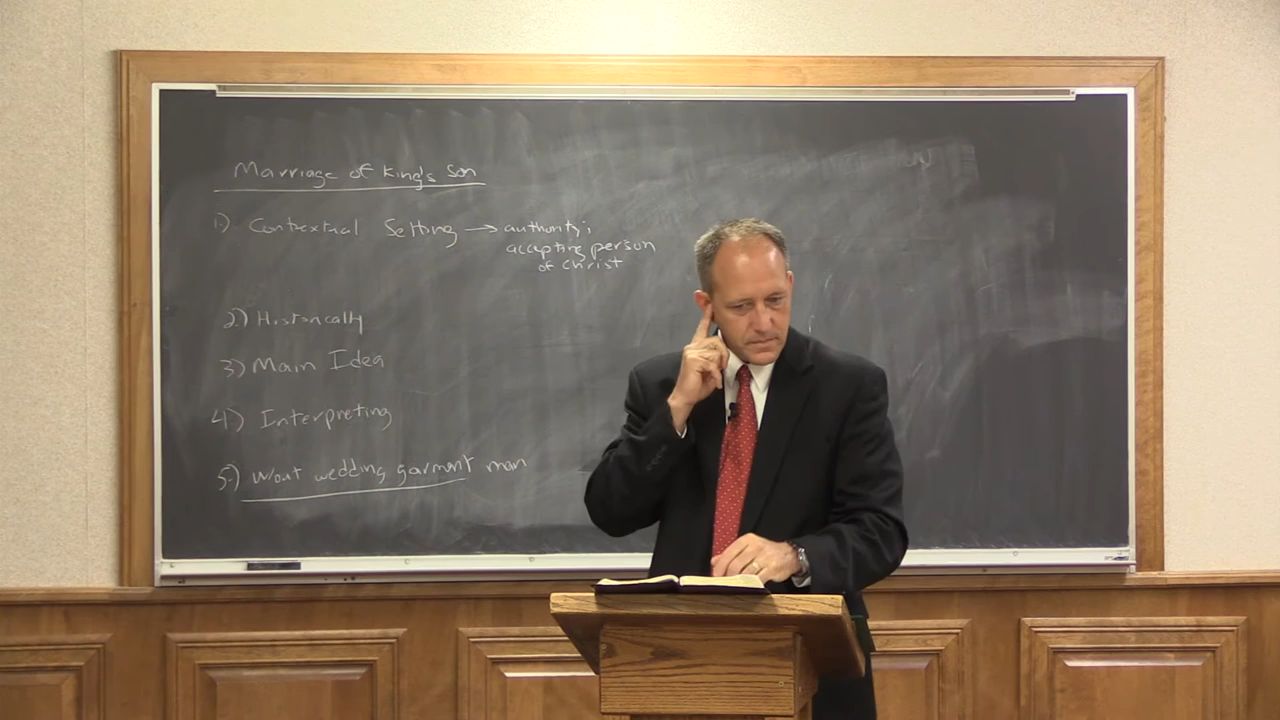 Marriage of King's Son
1.) Contextual Setting → authority;
accepting person
of Christ
2.) Historically
3.) Main Idea
4.) Interpreting
5.) W/out wedding garment man